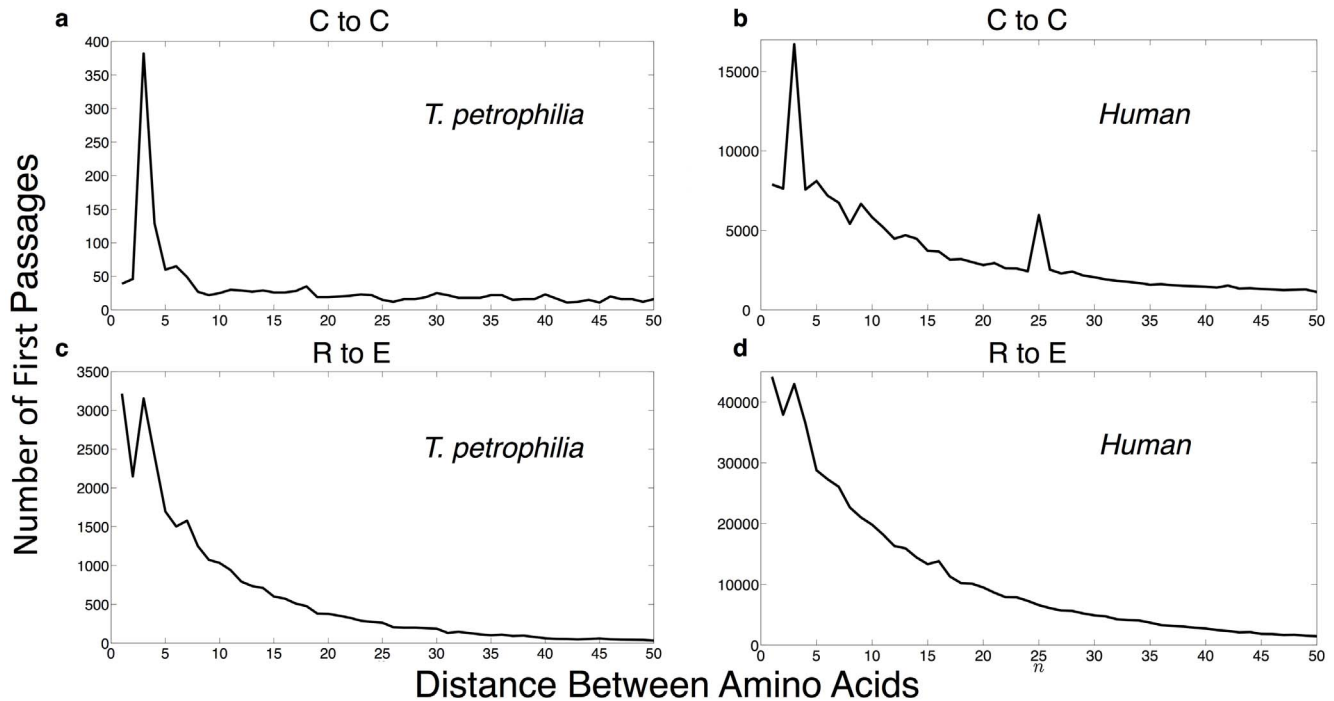 a
C to C
400
350
300
250
200
150
100
50
0
0 5 10 15 20 25 30 35 40 45 50
T. petrophilia
b
C to C
15000
10000
5000
0
0 5 10 15 20 25 30 35 40 45 50
Human
c
R to E
3500
3000
2500
2000
1500
1000
500
0
0 5 10 15 20 25 30 35 40 45 50
T. petrophilia
d
R to E
40000
30000
20000
10000
0
0 5 10 15 20 25 30 35 40 45 50
n
Human
Number of First Passages
Distance Between Amino Acids